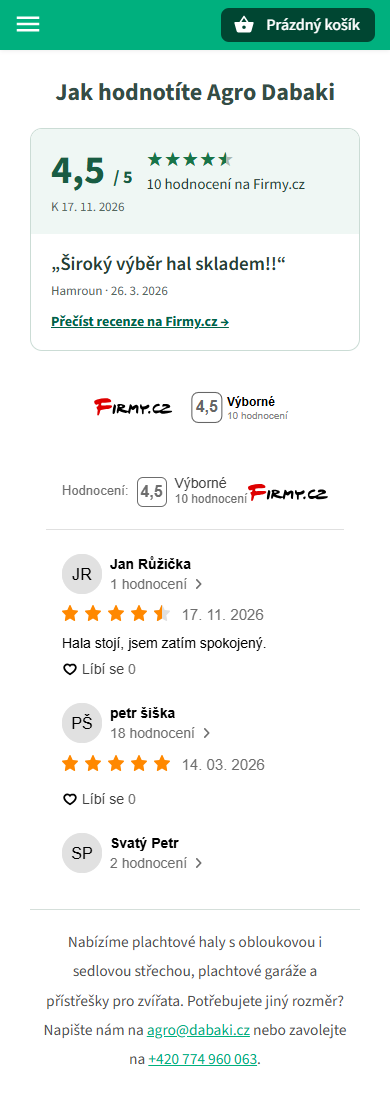 Prázdný košík
Jak hodnotíte Agro Dabaki
4,5 / 5
10 hodnocení na Firmy.cz
K 17. 11. 2026
„Široký výběr hal skladem!!“
Hamroun · 26. 3. 2026
Přečíst recenze na Firmy.cz →
Firmy.cz 4,5 Výborné
10 hodnocení
Hodnocení: 4,5 Výborné
10 hodnocení Firmy.cz
JR Jan Růžička
1 hodnocení
17. 11. 2026
Hala stojí, jsem zatím spokojený.
Líbí se 0
PŠ petr šiška
18 hodnocení
14. 03. 2026
Líbí se 0
SP Svatý Petr
2 hodnocení
Nabízíme plachtové haly s obloukovou i
sedlovou střechou, plachtové garáže a
přístřešky pro zvířata. Potřebujete jiný rozměr?
Napište nám na agro@dabaki.cz nebo zavolejte
na +420 774 960 063.